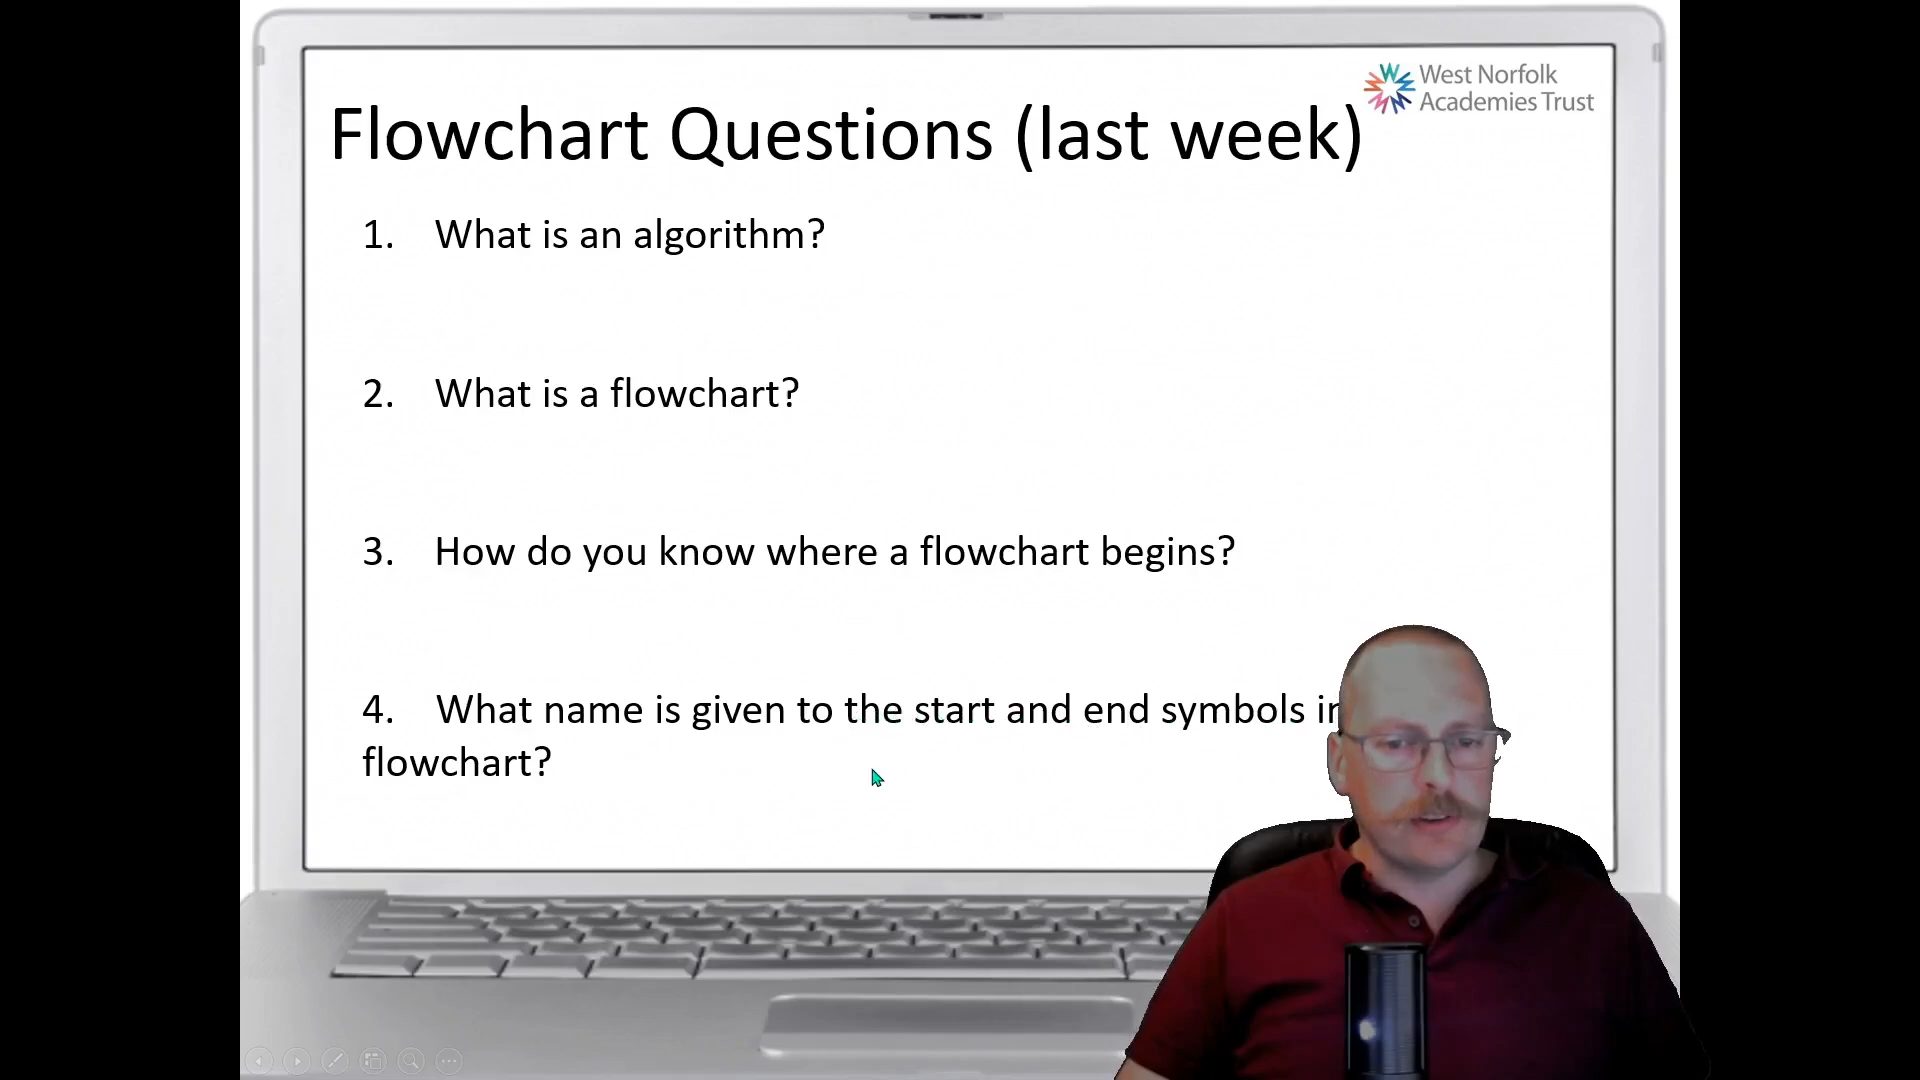 West Norfolk
Academies Trust
Flowchart Questions (last week)
1. What is an algorithm?
2. What is a flowchart?
3. How do you know where a flowchart begins?
4. What name is given to the start and end symbols in
flowchart?